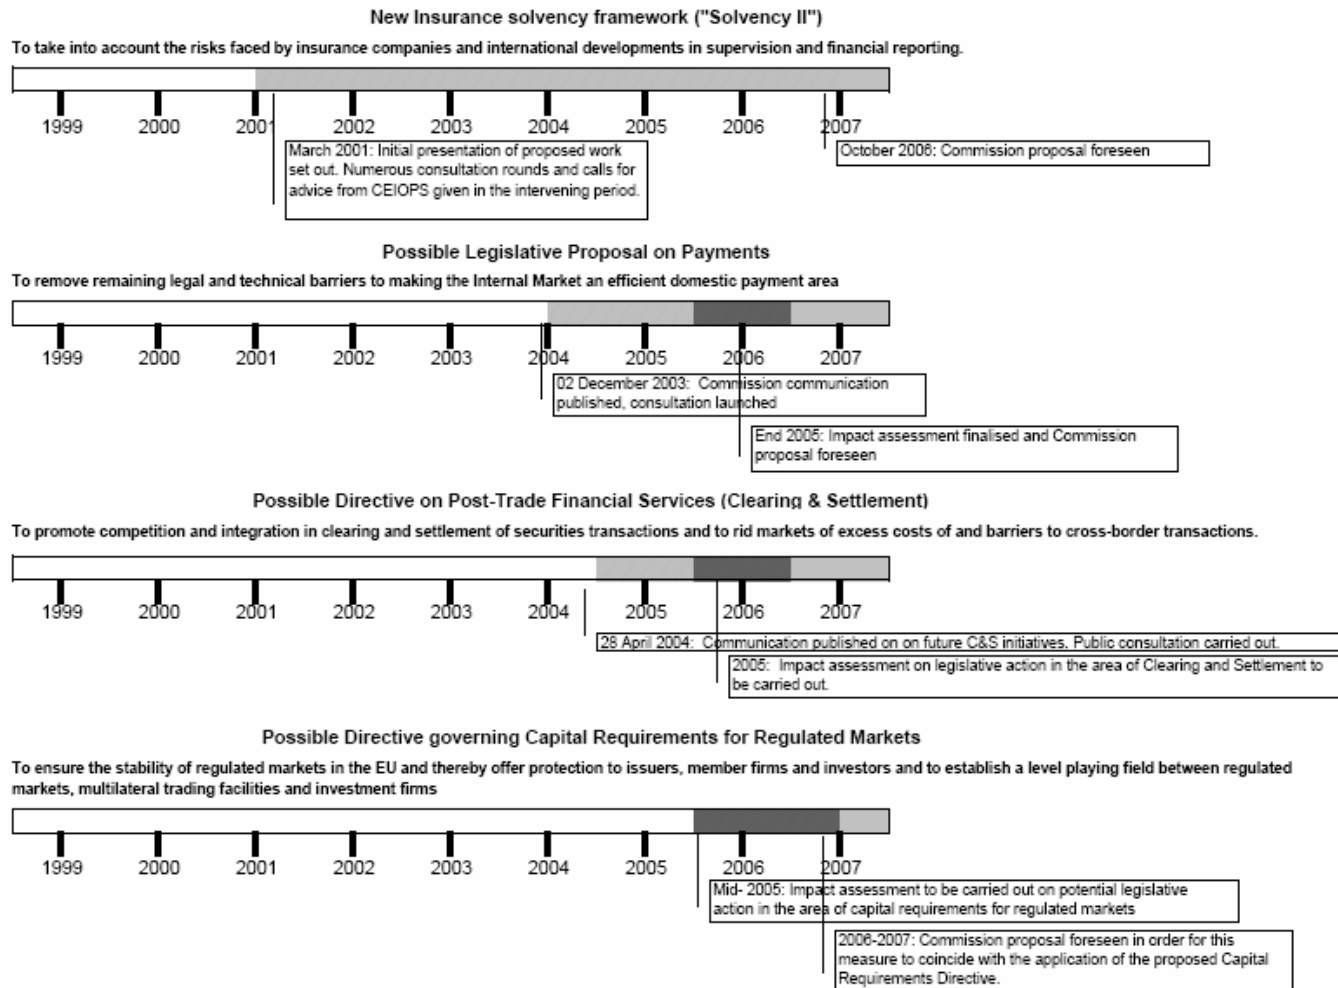 New Insurance solvency framework ("Solvency II")
To take into account the risks faced by insurance companies and international developments in supervision and financial reporting.
1999 2000 2001 2002 2003 2004 2005 2006 2007
March 2001: Initial presentation of proposed work
set out. Numerous consultation rounds and calls for
advice from CEIOPS given in the intervening period.
October 2006: Commission proposal foreseen
Possible Legislative Proposal on Payments
To remove remaining legal and technical barriers to making the Internal Market an efficient domestic payment area
1999 2000 2001 2002 2003 2004 2005 2006 2007
02 December 2003: Commission communication
published, consultation launched
End 2005: Impact assessment finalised and Commission
proposal foreseen
Possible Directive on Post-Trade Financial Services (Clearing & Settlement)
To promote competition and integration in clearing and settlement of securities transactions and to rid markets of excess costs of and barriers to cross-border transactions.
1999 2000 2001 2002 2003 2004 2005 2006 2007
28 April 2004: Communication published on on future C&S initiatives. Public consultation carried out.
2005: Impact assessment on legislative action in the area of Clearing and Settlement to
be carried out.
Possible Directive governing Capital Requirements for Regulated Markets
To ensure the stability of regulated markets in the EU and thereby offer protection to issuers, member firms and investors and to establish a level playing field between regulated
markets, multilateral trading facilities and investment firms
1999 2000 2001 2002 2003 2004 2005 2006 2007
Mid- 2005: Impact assessment to be carried out on potential legislative
action in the area of capital requirements for regulated markets
2006-2007: Commission proposal foreseen in order for this
measure to coincide with the application of the proposed Capital
Requirements Directive.